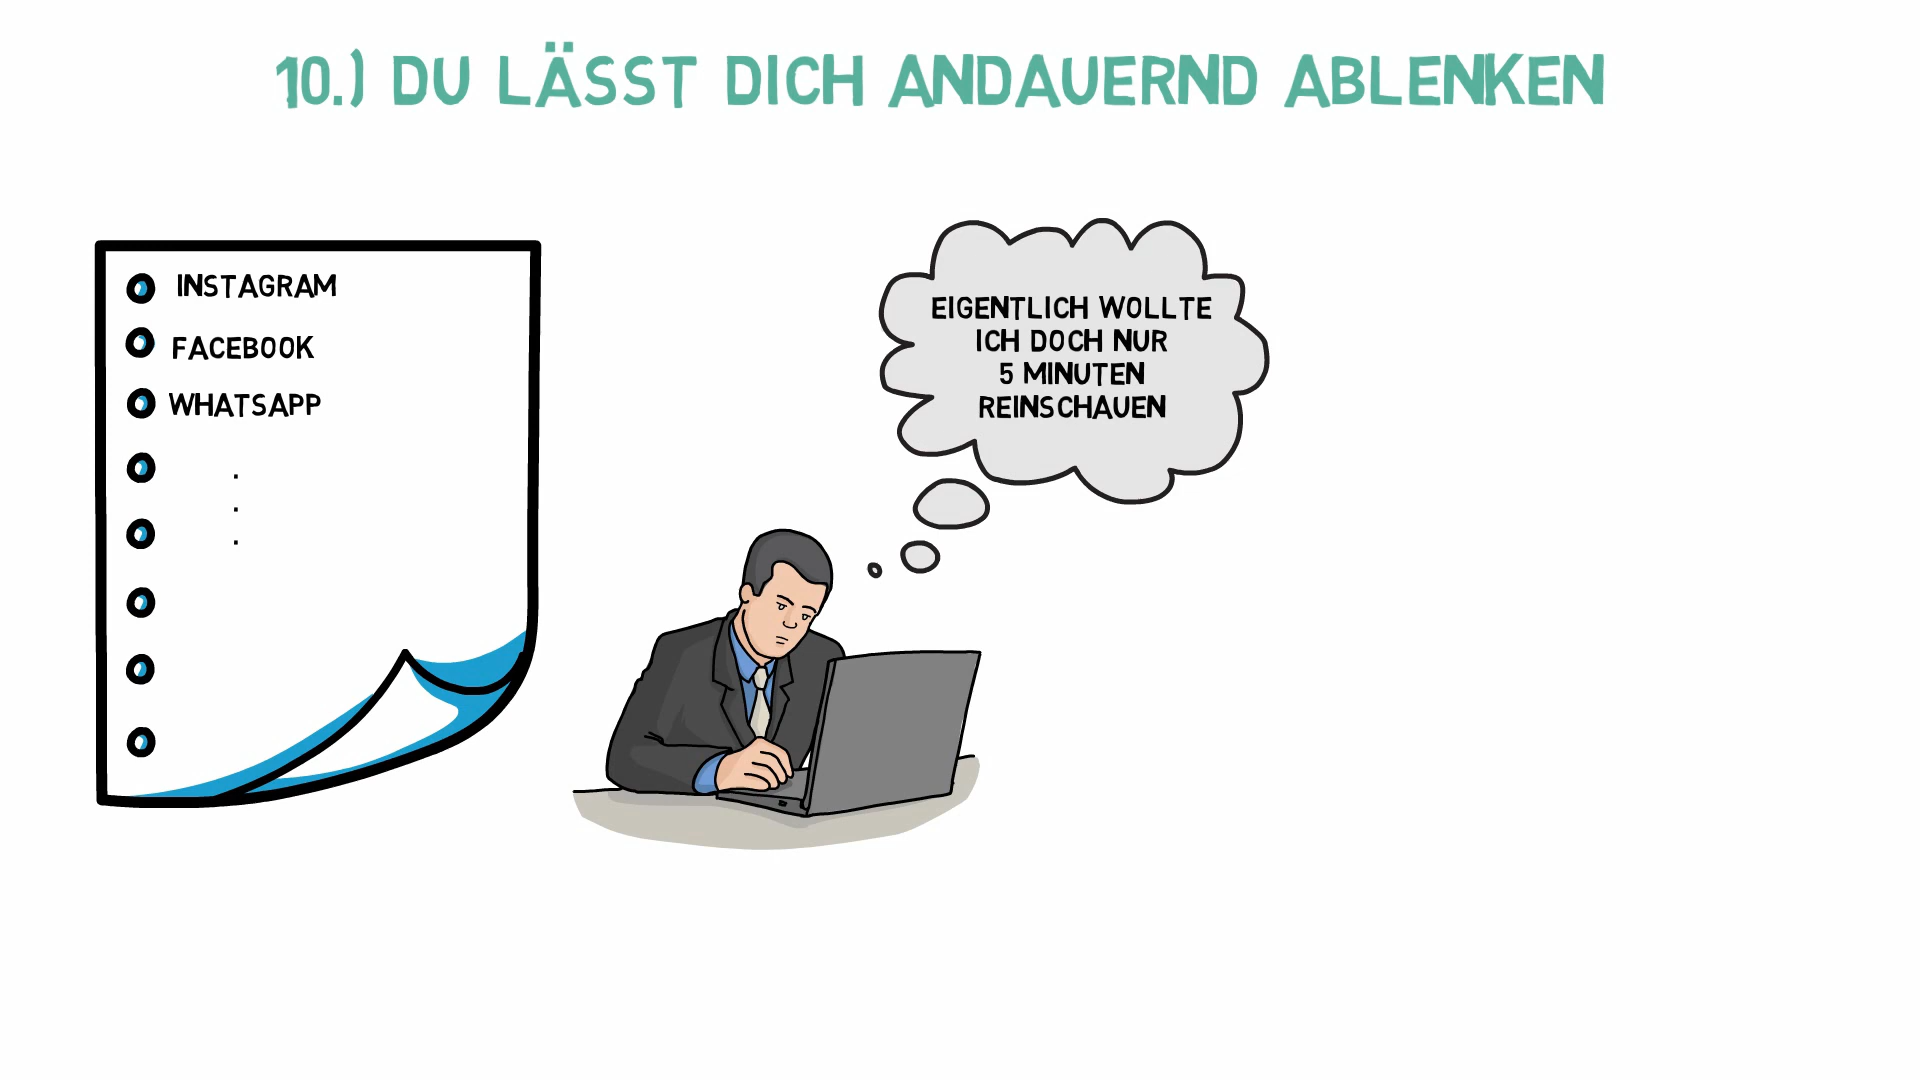 10.) DU LÄSST DICH ANDAUERND ABLENKEN
INSTAGRAM
FACEBOOK
WHATSAPP
.
.
.
EIGENTLICH WOLLTE
ICH DOCH NUR
5 MINUTEN
REINSCHAUEN